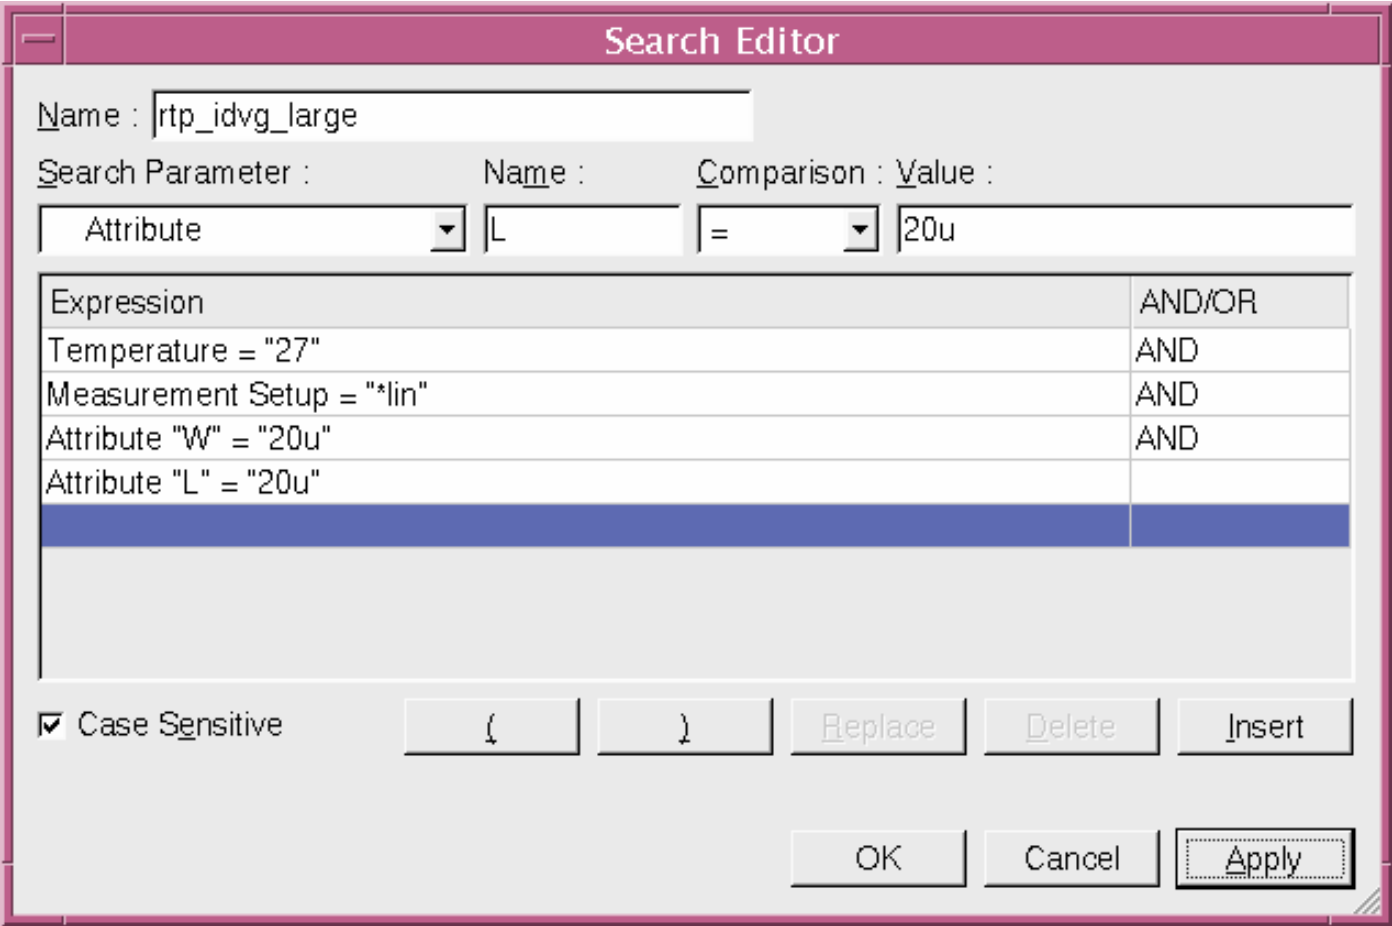 Search Editor
Name : rtp_idvg_large
Search Parameter : Name : Comparison : Value :
Attribute L = 20u
Expression AND/OR
Temperature = "27" AND
Measurement Setup = "*lin" AND
Attribute "W" = "20u" AND
Attribute "L" = "20u"
Case Sensitive ( ) Replace Delete Insert
OK Cancel Apply